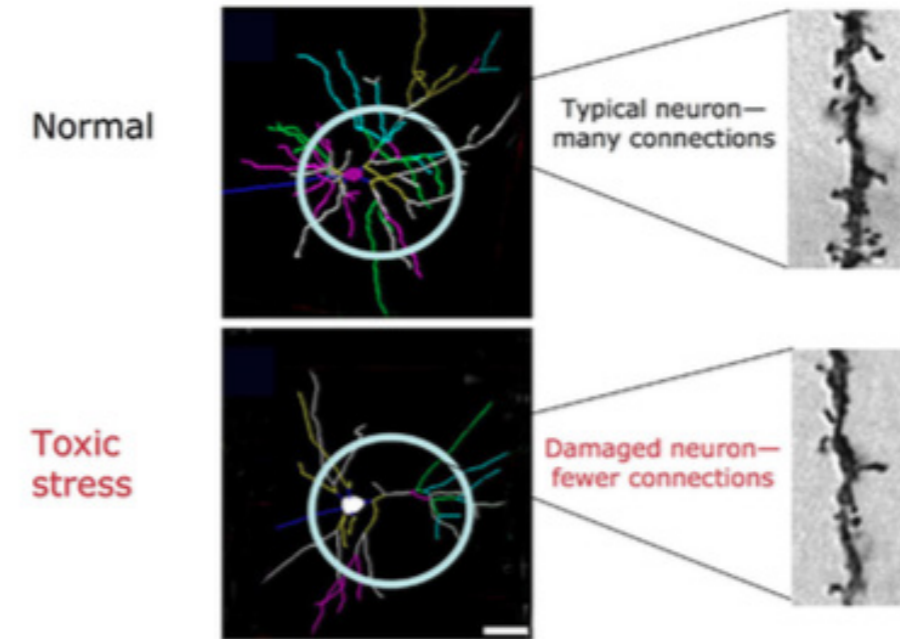 Normal
Typical neuron—
many connections
Toxic
stress
Damaged neuron—
fewer connections